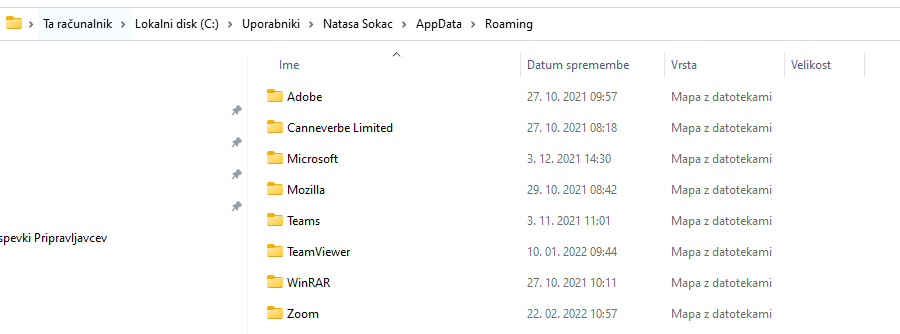 Ta računalnik > Lokalni disk (C:) > Uporabniki > Natasa Sokac > AppData > Roaming
Ime Datum spremembe Vrsta Velikost
Adobe 27. 10. 2021 09:57 Mapa z datotekami
Canneverbe Limited 27. 10. 2021 08:18 Mapa z datotekami
Microsoft 3. 12. 2021 14:30 Mapa z datotekami
Mozilla 29. 10. 2021 08:42 Mapa z datotekami
Teams 3. 11. 2021 11:01 Mapa z datotekami
spevki Pripravljavcev
TeamViewer 10. 01. 2022 09:44 Mapa z datotekami
WinRAR 27. 10. 2021 10:11 Mapa z datotekami
Zoom 22. 02. 2022 10:57 Mapa z datotekami